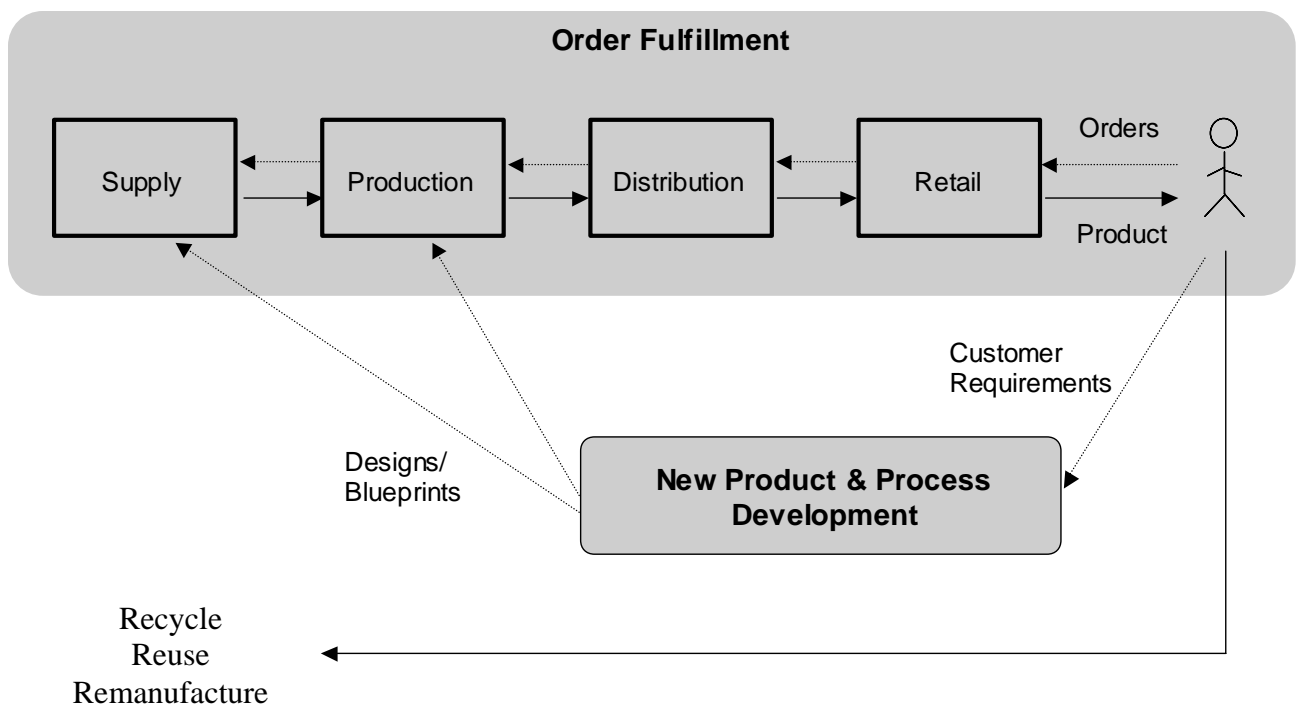 Order Fulfillment
Supply
Production
Distribution
Retail
Orders
Product
Customer
Requirements
Designs/
Blueprints
New Product & Process
Development
Recycle
Reuse
Remanufacture